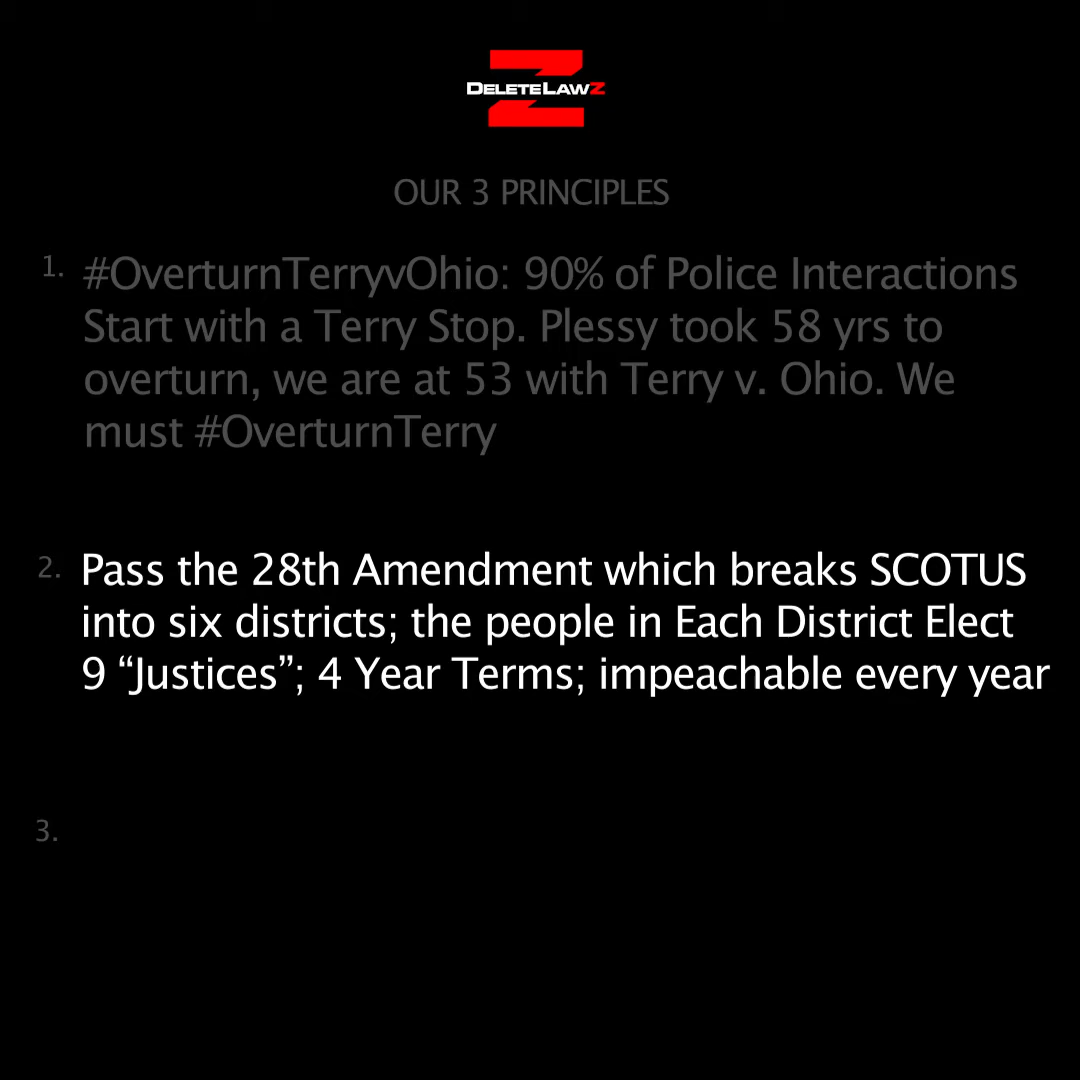 DELETELAWZ
OUR 3 PRINCIPLES
1. #OverturnTerryvOhio: 90% of Police Interactions
Start with a Terry Stop. Plessy took 58 yrs to
overturn, we are at 53 with Terry v. Ohio. We
must #OverturnTerry
2. Pass the 28th Amendment which breaks SCOTUS
into six districts; the people in Each District Elect
9 “Justices”; 4 Year Terms; impeachable every year
3.